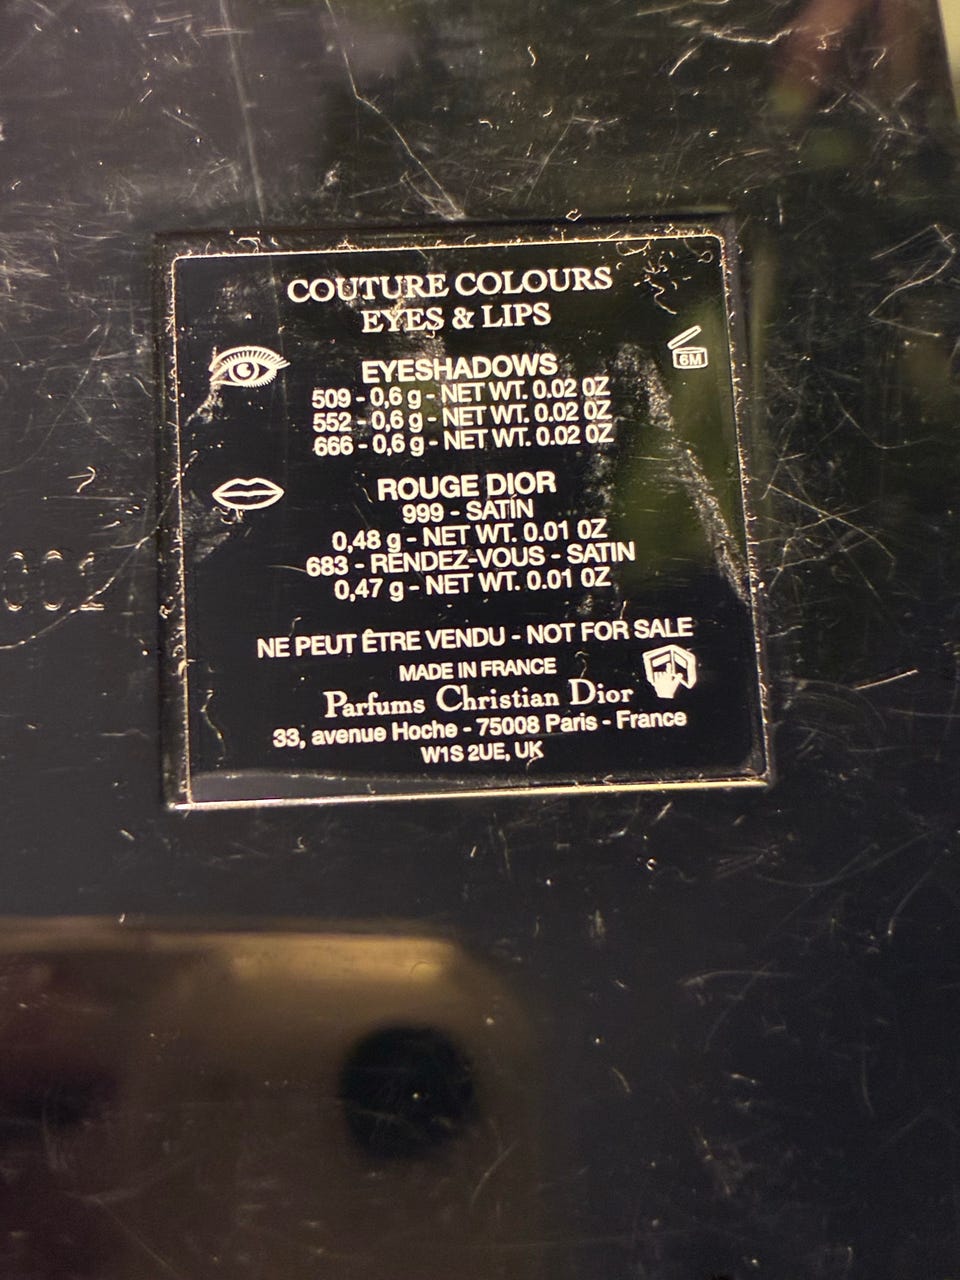 COUTURE COLOURS
EYES & LIPS
6M
EYESHADOWS
509 - 0,6 g - NET WT. 0.02 OZ
552 - 0,6 g - NET WT. 0.02 OZ
666 - 0,6 g - NET WT. 0.02 OZ
ROUGE DIOR
999 - SATIN
0,48 g - NET WT. 0.01 OZ
683 - RENDEZ-VOUS - SATIN
0,47 g - NET WT. 0.01 OZ
NE PEUT ÊTRE VENDU - NOT FOR SALE
MADE IN FRANCE
Parfums Christian Dior
33, avenue Hoche - 75008 Paris - France
W1S 2UE, UK